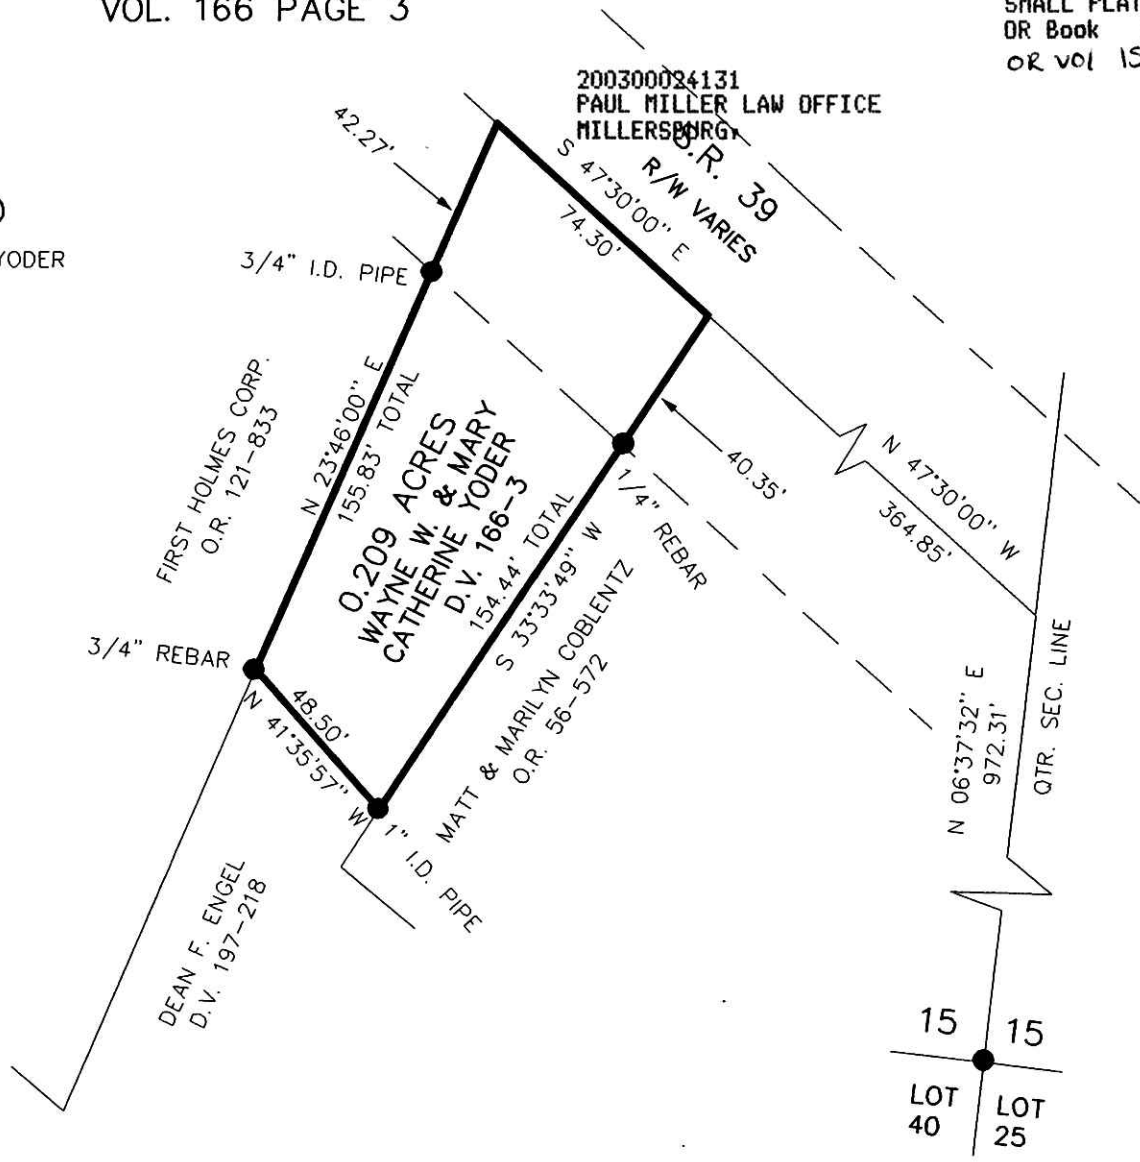 VOL. 166 PAGE 3
OR Book
OR VOL 15
200300024131
PAUL MILLER LAW OFFICE
MILLERSBURG,
S.R. 39
R/W VARIES
42.27'
S 47°30'00" E
74.30'
YODER
3/4" I.D. PIPE
N 23°46'00" E
155.83' TOTAL
FIRST HOLMES CORP.
O.R. 121-833
0.209 ACRES
WAYNE W. & MARY
CATHERINE YODER
D.V. 166-3
154.44' TOTAL
S 33°33'49" W
40.35'
1/4" REBAR
N 47°30'00" W
364.85'
3/4" REBAR
48.50'
N 41°35'57" W
MATT & MARILYN COBLENTZ
O.R. 56-572
1" I.D. PIPE
N 06°37'32" E
972.31'
QTR. SEC. LINE
DEAN F. ENGEL
D.V. 197-218
15
15
LOT
40
LOT
25